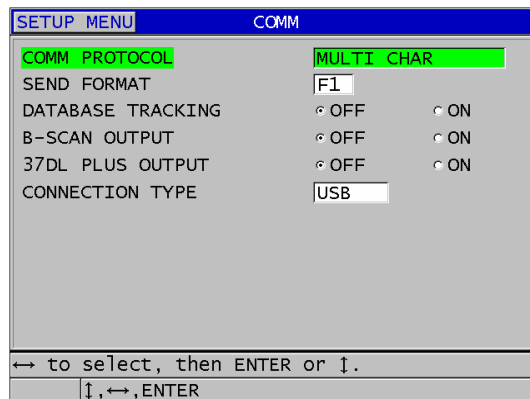 SETUP MENU COMM
COMM PROTOCOL MULTI CHAR
SEND FORMAT F1
DATABASE TRACKING OFF ON
B-SCAN OUTPUT OFF ON
37DL PLUS OUTPUT OFF ON
CONNECTION TYPE USB
↔ to select, then ENTER or ↕.
↕,↔,ENTER